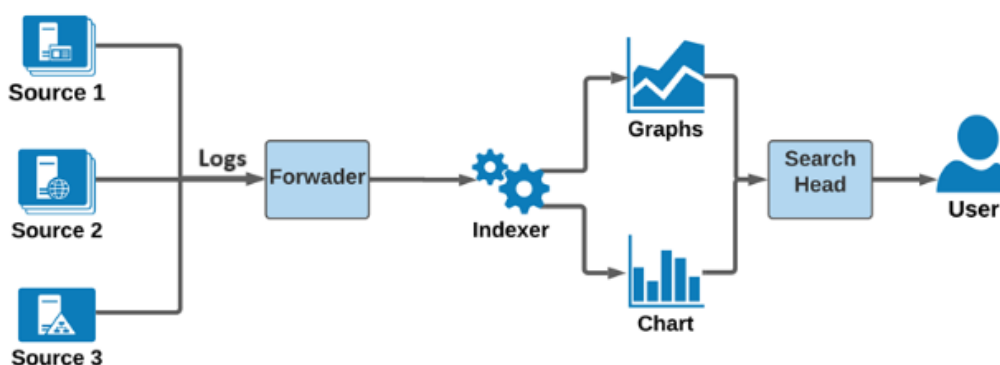 Source 1
Source 2
Source 3
Logs
Forwader
Indexer
Graphs
Chart
Search
Head
User